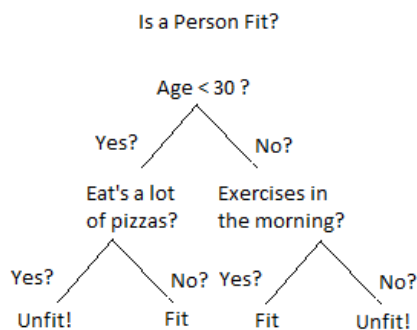 Is a Person Fit?
Age < 30 ?
Yes?
No?
Eat's a lot
of pizzas?
Exercises in
the morning?
Yes?
No?
Yes?
No?
Unfit!
Fit
Fit
Unfit!